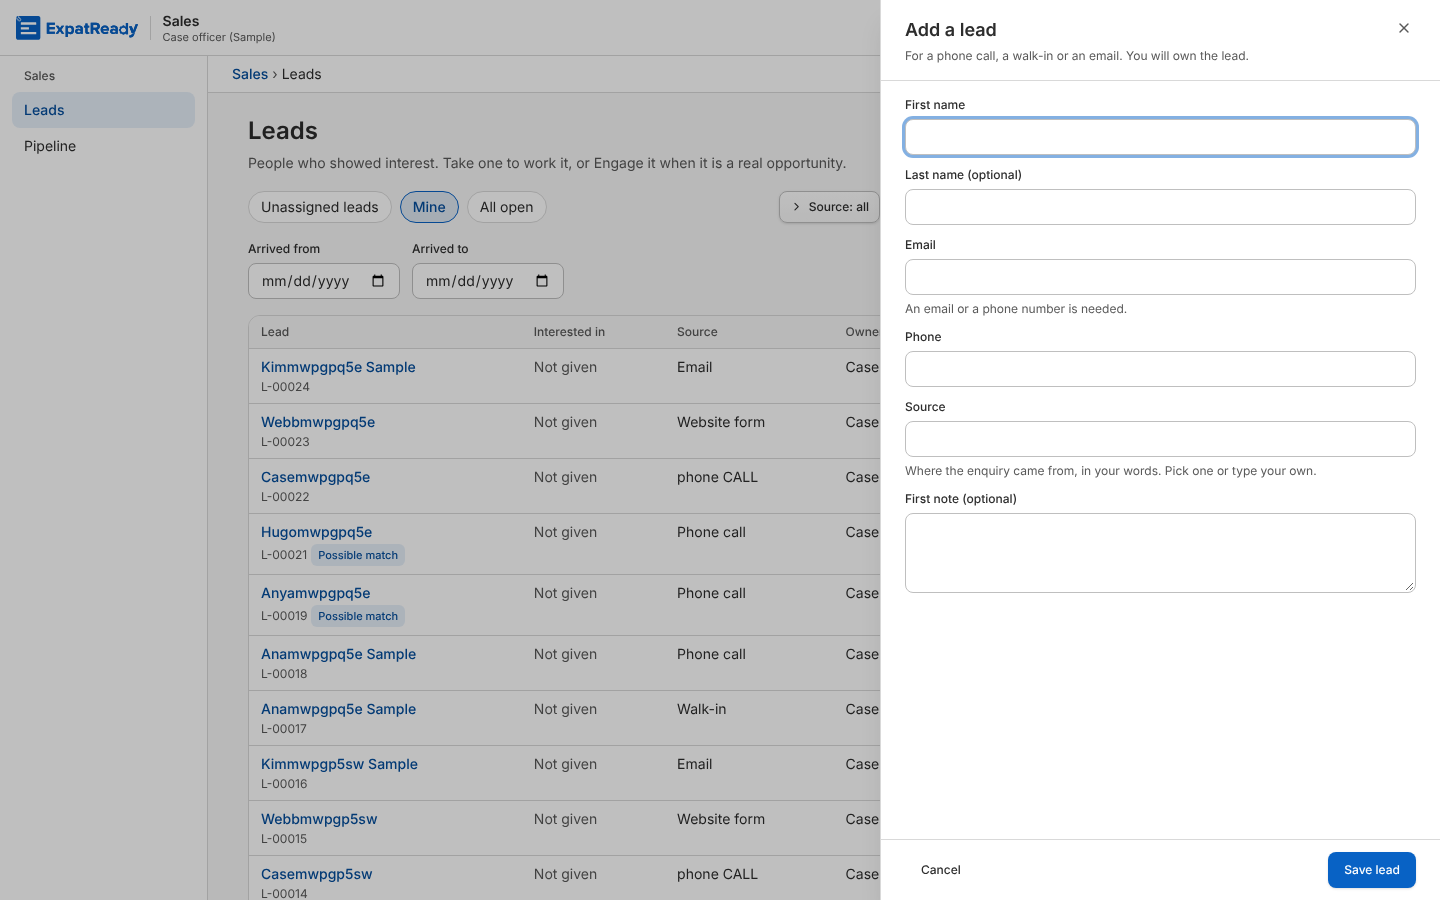 ExpatReady
Sales
Case officer (Sample)
Sales
Leads
Pipeline
Sales › Leads
Leads
People who showed interest. Take one to work it, or Engage it when it is a real opportunity.
Unassigned leads
Mine
All open
Source: all
Arrived from
Arrived to
mm/dd/yyyy
mm/dd/yyyy
Lead Interested in Source Owne
Kimmwpgpq5e Sample Not given Email Case
L-00024
Webbmwpgpq5e Not given Website form Case
L-00023
Casemwpgpq5e Not given phone CALL Case
L-00022
Hugomwpgpq5e Not given Phone call Case
L-00021 Possible match
Anyamwpgpq5e Not given Phone call Case
L-00019 Possible match
Anamwpgpq5e Sample Not given Phone call Case
L-00018
Anamwpgpq5e Sample Not given Walk-in Case
L-00017
Kimmwpgp5sw Sample Not given Email Case
L-00016
Webbmwpgp5sw Not given Website form Case
L-00015
Casemwpgp5sw Not given phone CALL Case
L-00014
Add a lead
For a phone call, a walk-in or an email. You will own the lead.
First name
Last name (optional)
Email
An email or a phone number is needed.
Phone
Source
Where the enquiry came from, in your words. Pick one or type your own.
First note (optional)
Cancel
Save lead